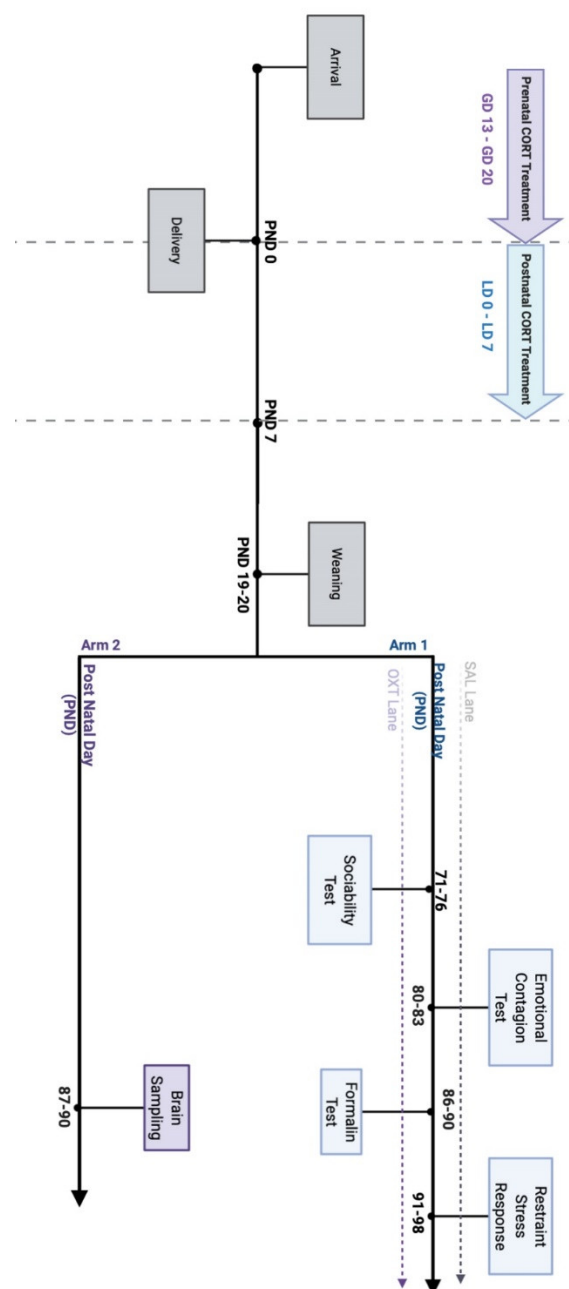 Prenatal CORT Treatment
GD 13 - GD 20
Postnatal CORT Treatment
LD 0 - LD 7
Arrival
PND 0
Delivery
PND 7
Weaning
PND 19-20
Arm 1
Post Natal Day
(PND)
SAL Lane
OXT Lane
71-76
Sociability
Test
Emotional
Contagion
Test
80-83
86-90
Formalin
Test
Restraint
Stress
Response
91-98
Arm 2
Post Natal Day
(PND)
Brain
Sampling
87-90